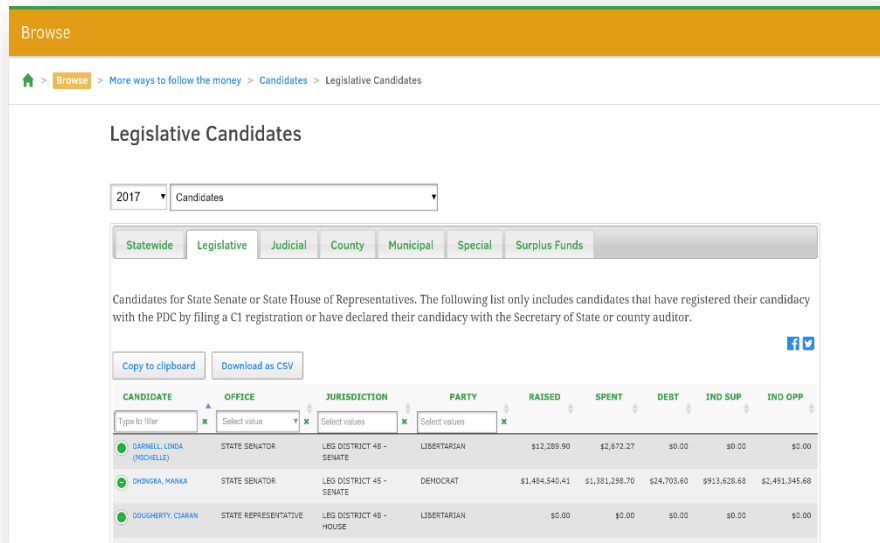 Browse
> Browse > More ways to follow the money > Candidates > Legislative Candidates
Legislative Candidates
2017 Candidates
Statewide Legislative Judicial County Municipal Special Surplus Funds
Candidates for State Senate or State House of Representatives. The following list only includes candidates that have registered their candidacy
with the PDC by filing a C1 registration or have declared their candidacy with the Secretary of State or county auditor.
Copy to clipboard Download as CSV
CANDIDATE OFFICE JURISDICTION PARTY RAISED SPENT DEBT IND SUP IND OPP
Type to filter Select value Select values Select values
DARNELL, LINDA STATE SENATOR LEG DISTRICT 48 - LIBERTARIAN $12,289.90 $2,672.27 $0.00 $0.00 $0.00
(MICHELLE) SENATE
DHINGRA, MANKA STATE SENATOR LEG DISTRICT 45 - DEMOCRAT $1,484,540.41 $1,381,298.70 $24,703.60 $913,628.68 $2,491,345.68
SENATE
DOUGHERTY, CIARAN STATE REPRESENTATIVE LEG DISTRICT 48 - LIBERTARIAN $0.00 $0.00 $0.00 $0.00 $0.00
HOUSE